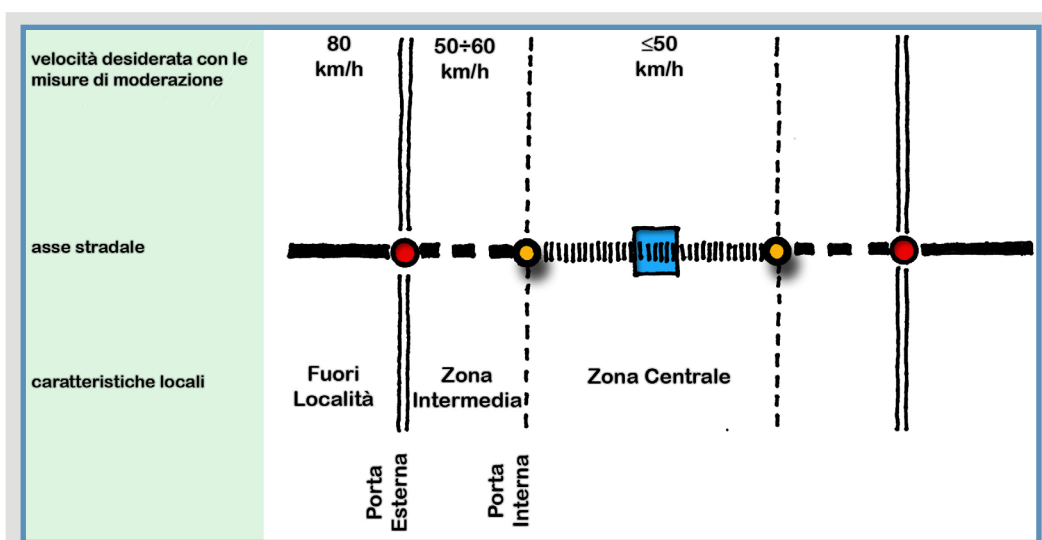 velocità desiderata con le
misure di moderazione
80
km/h
50÷60
km/h
≤50
km/h
asse stradale
caratteristiche locali
Fuori
Località
Zona
Intermedia
Zona Centrale
Porta
Esterna
Porta
Interna